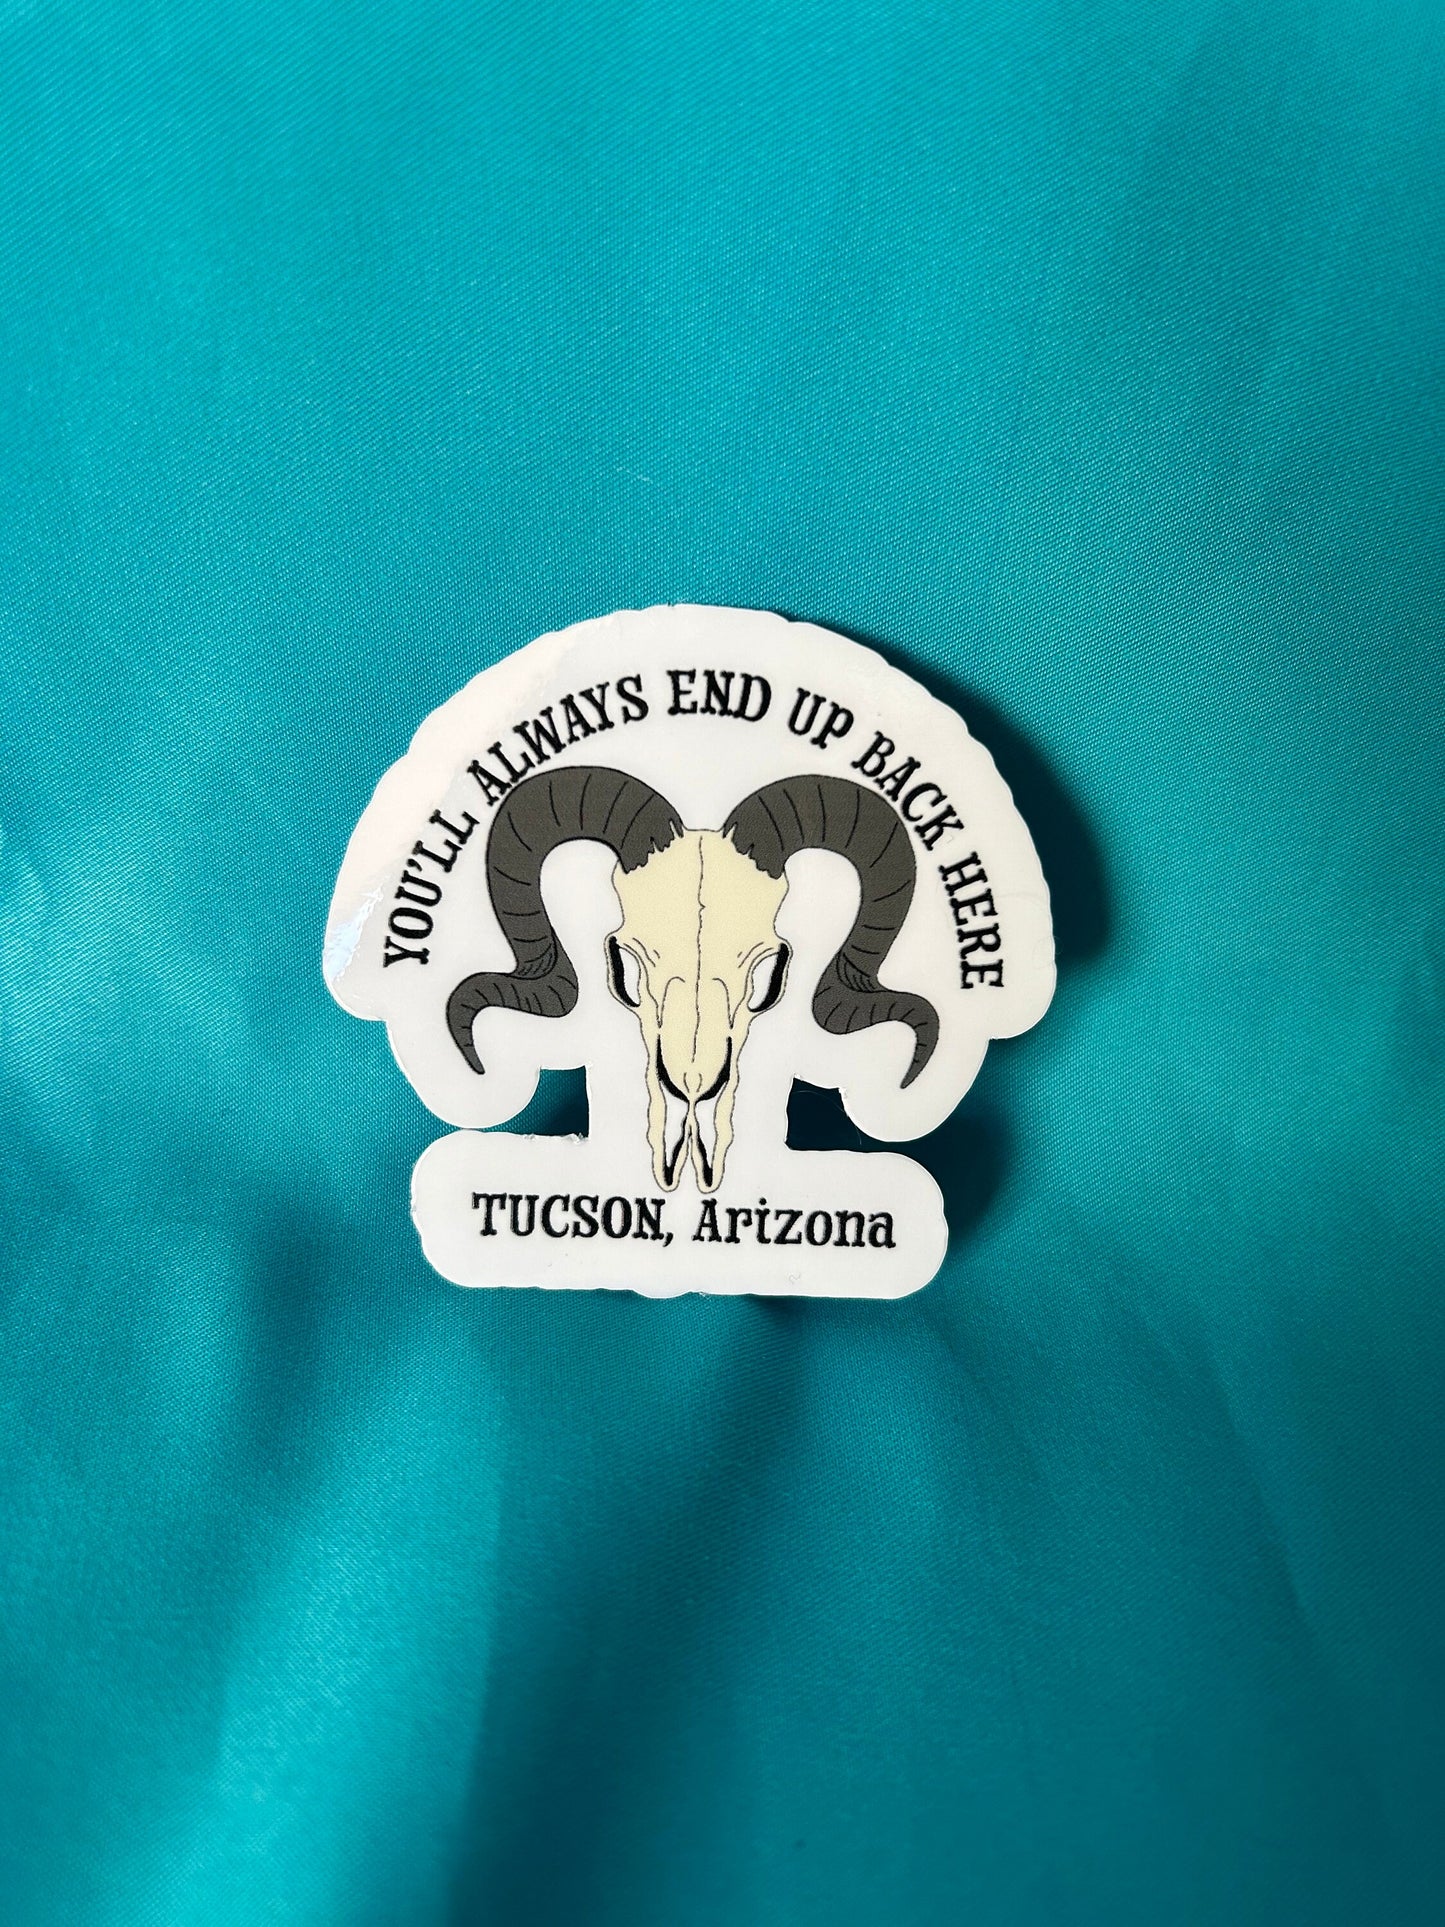 YOU'LL ALWAYS END UP BACK HERE
TUCSON, Arizona